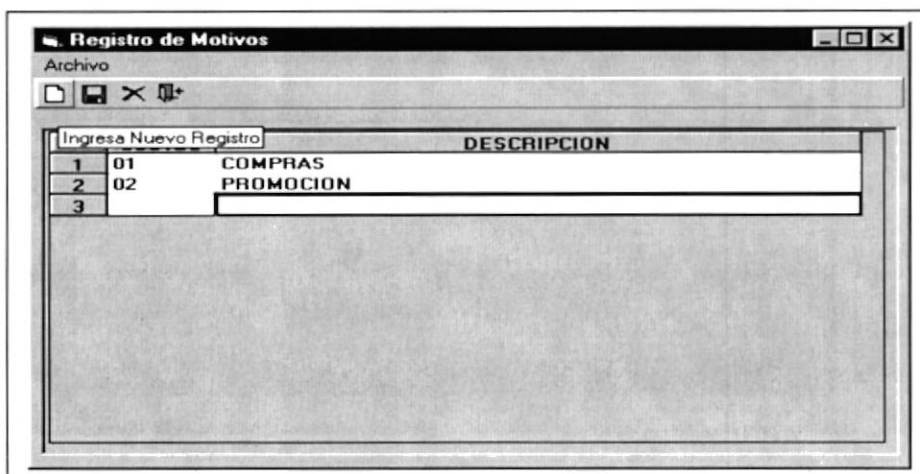 Registro de Motivos
Archivo
Ingresa Nuevo Registro
DESCRIPCION
1 01 COMPRAS
2 02 PROMOCION
3